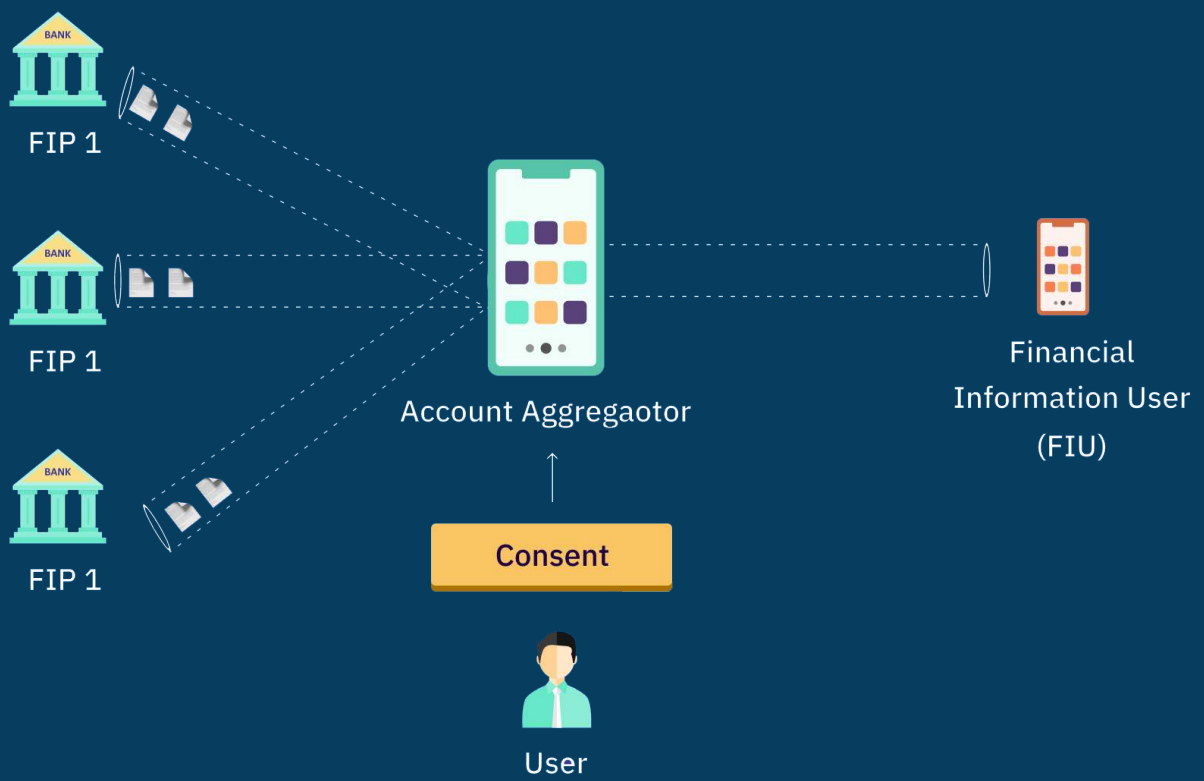 BANK
FIP 1
BANK
FIP 1
BANK
FIP 1
Account Aggregaotor
Consent
User
Financial
Information User
(FIU)